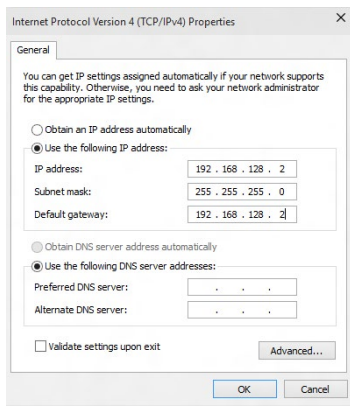 Internet Protocol Version 4 (TCP/IPv4) Properties
General
You can get IP settings assigned automatically if your network supports
this capability. Otherwise, you need to ask your network administrator
for the appropriate IP settings.
Obtain an IP address automatically
Use the following IP address:
IP address: 192 . 168 . 128 . 2
Subnet mask: 255 . 255 . 255 . 0
Default gateway: 192 . 168 . 128 . 2
Obtain DNS server address automatically
Use the following DNS server addresses:
Preferred DNS server: . . .
Alternate DNS server: . . .
Validate settings upon exit
Advanced...
OK Cancel